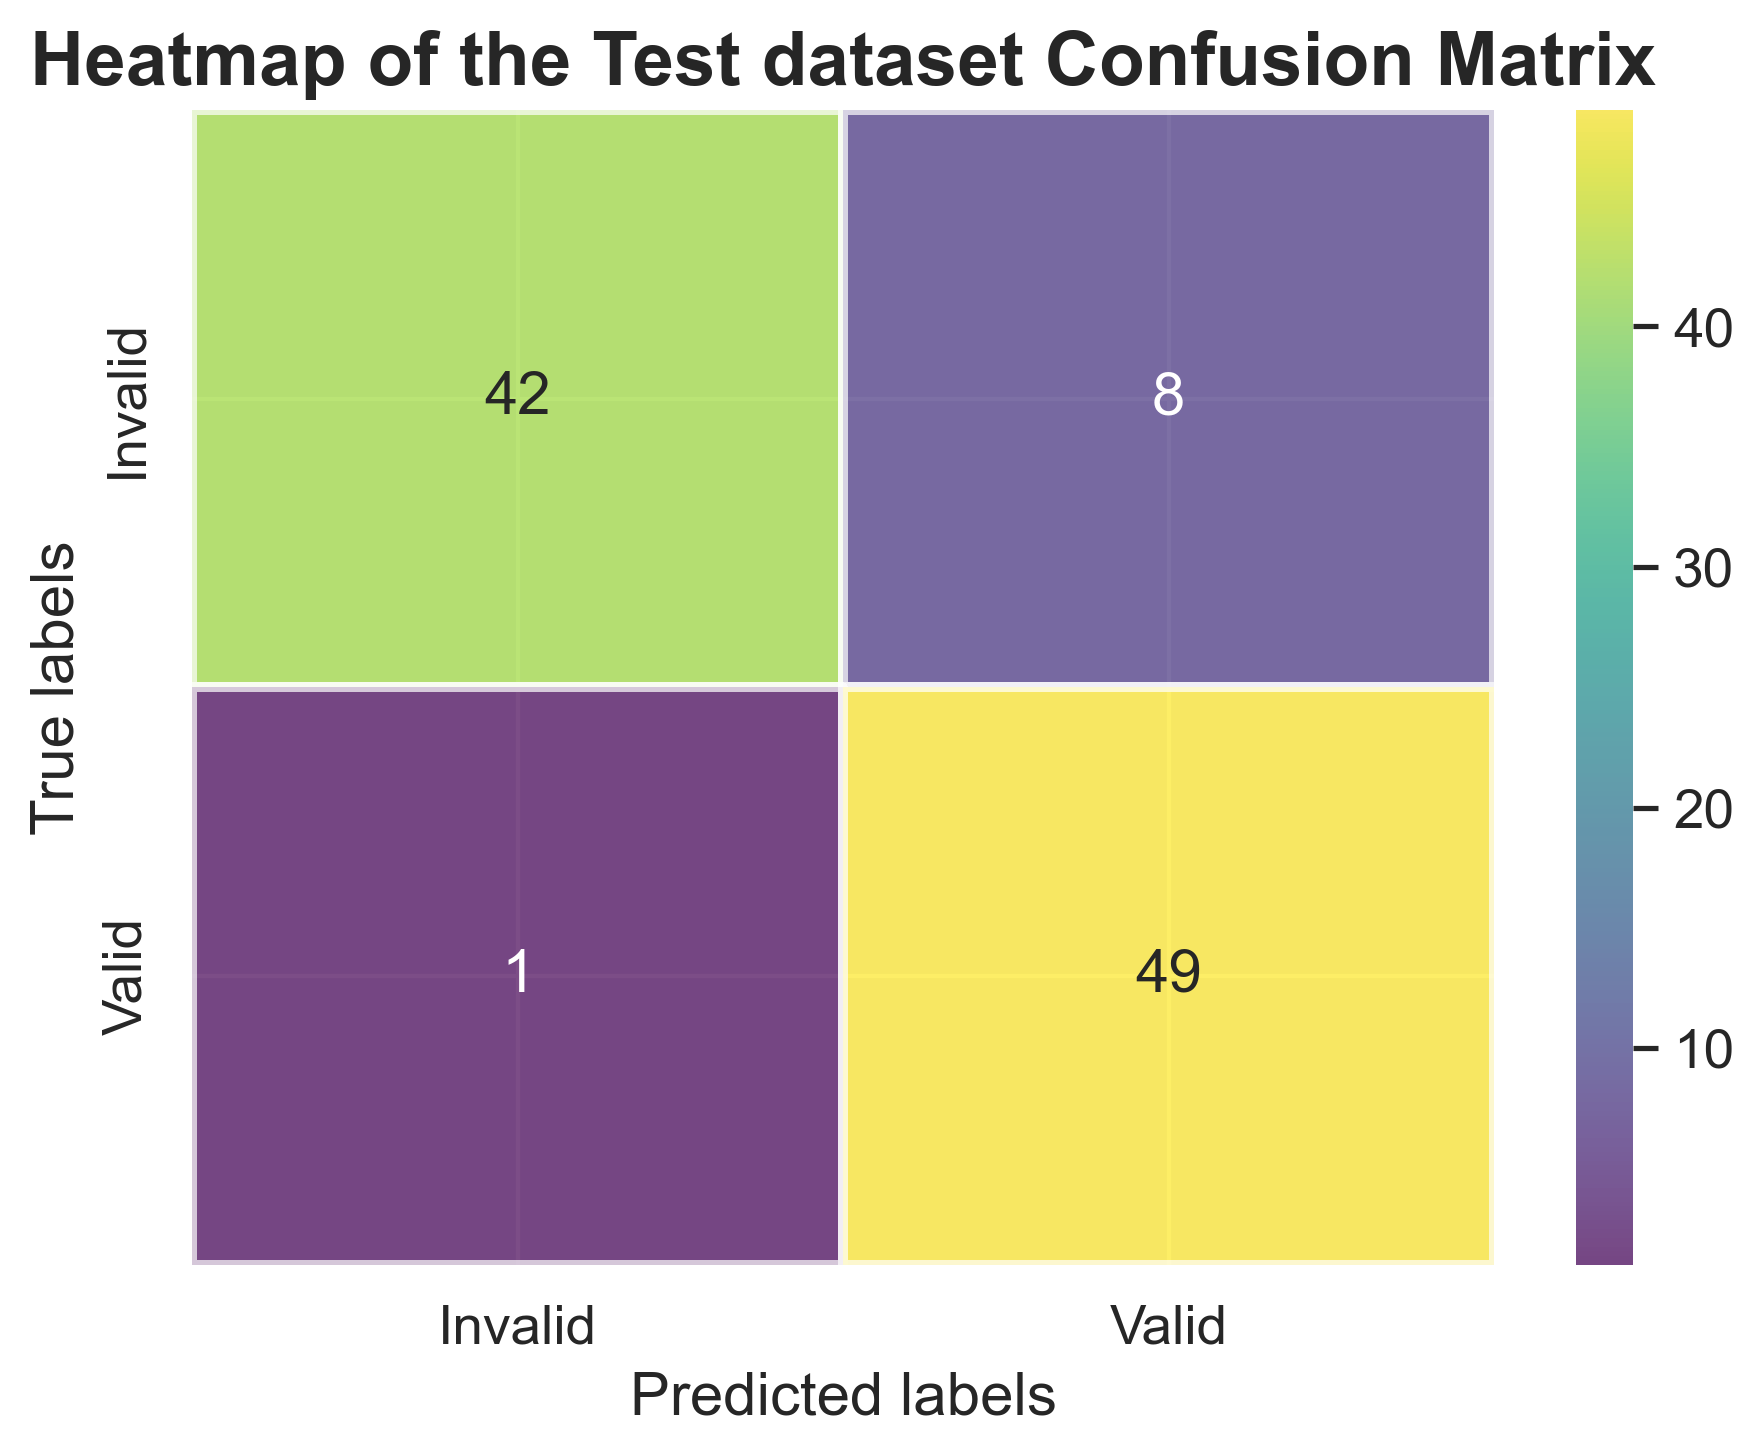 Heatmap of the Test dataset Confusion Matrix
True labels
Invalid
Valid
42
8
1
49
Invalid
Valid
Predicted labels
40
30
20
10